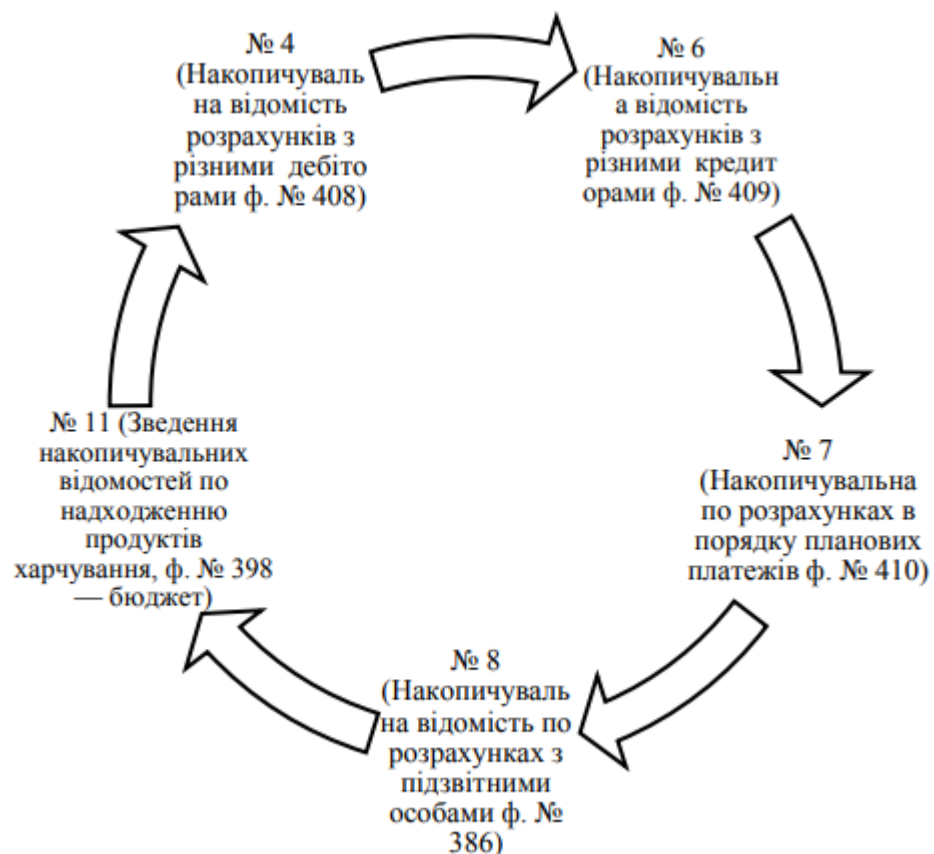 № 4
(Накопичуваль
на відомість
розрахунків з
різними дебіто
рами ф. № 408)
№ 6
(Накопичувальн
а відомість
розрахунків з
різними кредит
орами ф. № 409)
№ 7
(Накопичувальна
по розрахунках в
порядку планових
платежів ф. № 410)
№ 8
(Накопичуваль
на відомість по
розрахунках з
підзвітними
особами ф. №
386)
№ 11 (Зведення
накопичувальних
відомостей по
надходженню
продуктів
харчування, ф. № 398
— бюджет)